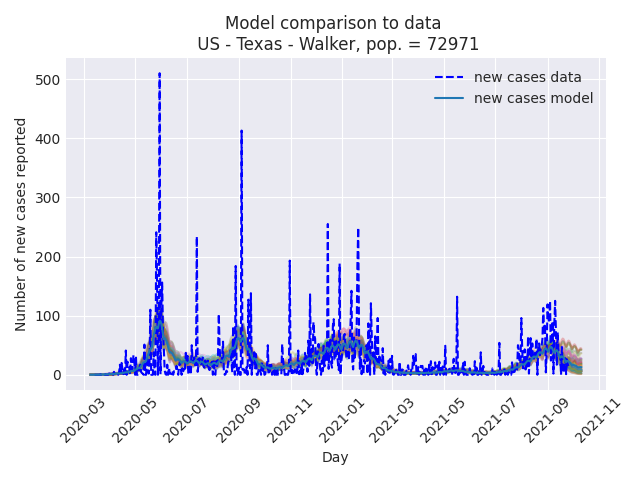 Model comparison to data
US - Texas - Walker, pop. = 72971
new cases data
new cases model
Number of new cases reported
500
400
300
200
100
0
2020-03
2020-05
2020-07
2020-09
2020-11
2021-01
2021-03
2021-05
2021-07
2021-09
2021-11
Day